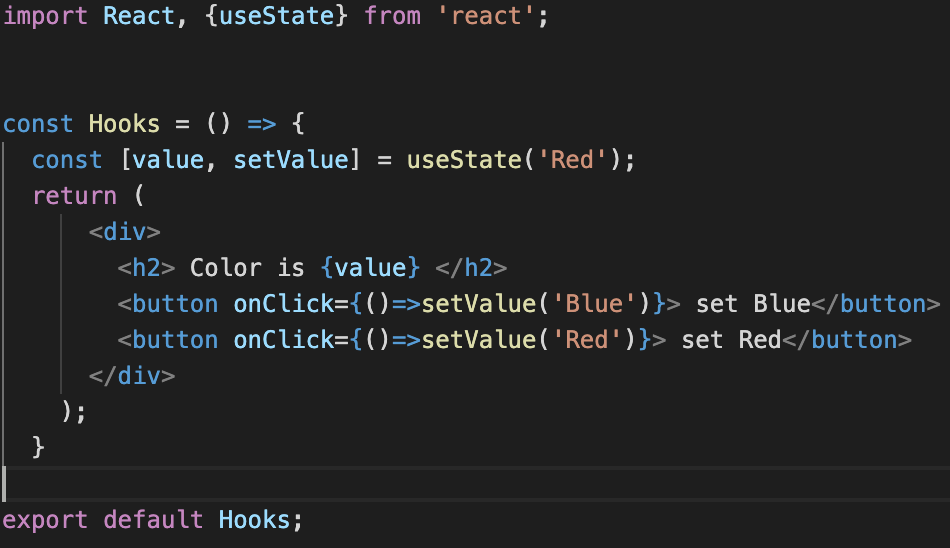 import React, {useState} from 'react';
const Hooks = () => {
const [value, setValue] = useState('Red');
return (
<div>
<h2> Color is {value} </h2>
<button onClick={()=>setValue('Blue')}> set Blue</button>
<button onClick={()=>setValue('Red')}> set Red</button>
</div>
);
}
export default Hooks;